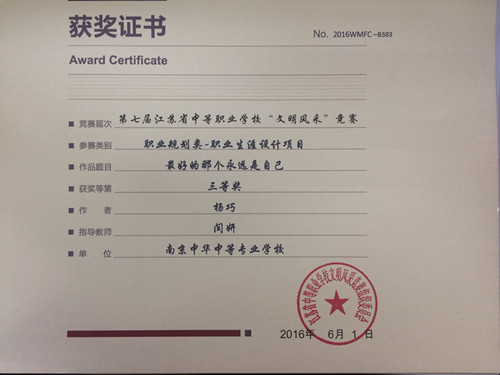 获奖证书
No. 2016WMFC-B383
Award Certificate
竞赛届次 第七届江苏省中等职业学校“文明风采”竞赛
参赛类别 职业规划类-职业生涯设计项目
作品题目 最好的那个永远是自己
获奖等第 三等奖
作者 杨巧
指导教师 闫妍
单位 南京中华中等专业学校
2016年 6月 1日